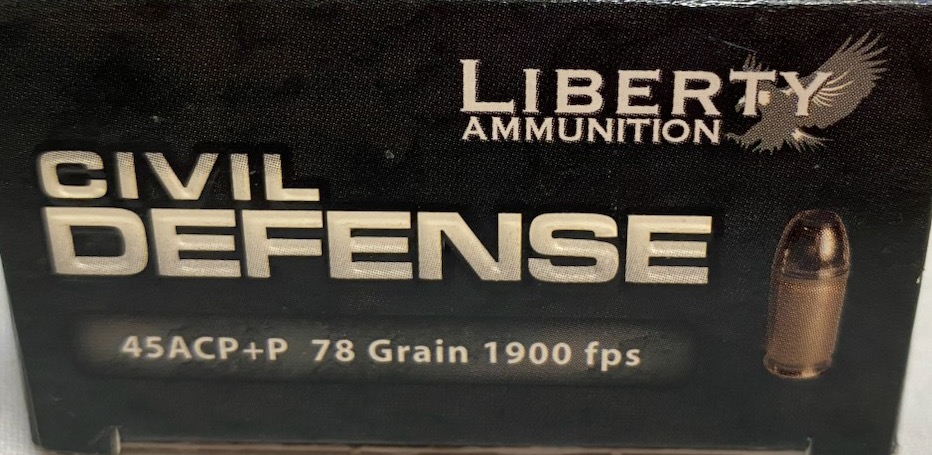 LIBERTY
AMMUNITION
CIVIL
DEFENSE
45ACP+P 78 Grain 1900 fps